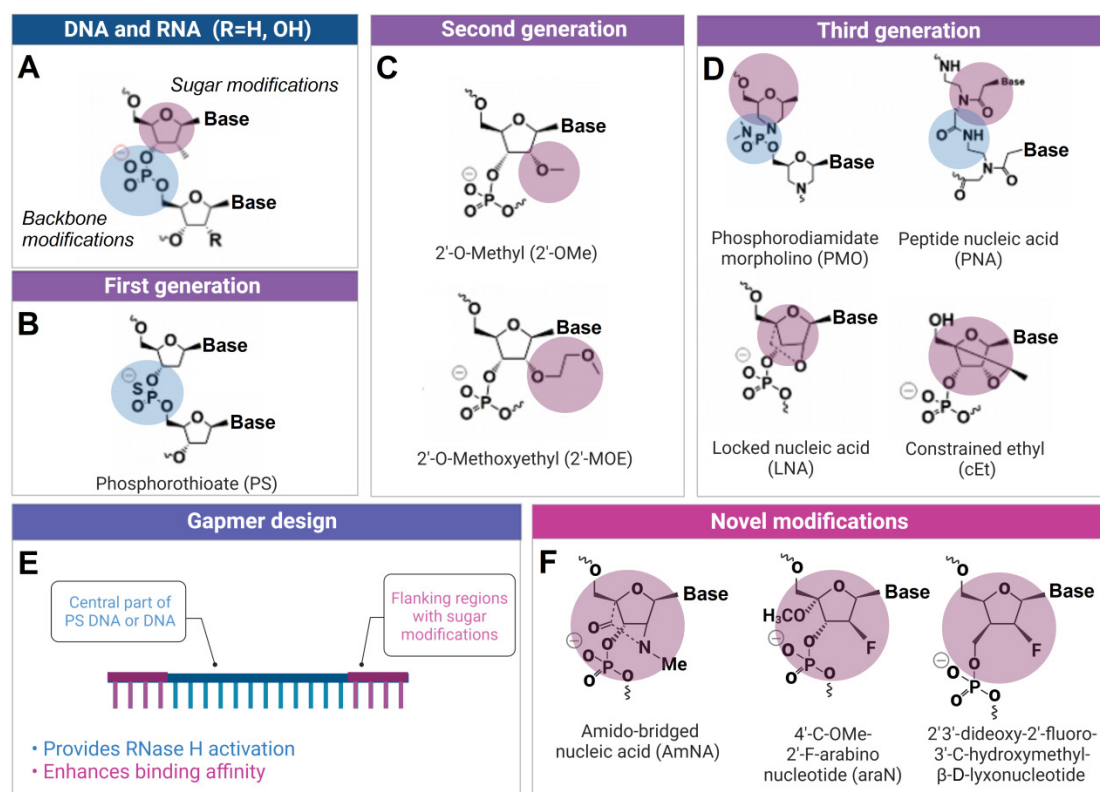 DNA and RNA (R=H, OH)
A
Sugar modifications
O
O
Base
O
O
P
O
O
O
Base
Backbone
modifications
O
R
First generation
B
O
O
Base
O
S
P
O
O
O
Base
O
Phosphorothioate (PS)
Second generation
C
O
O
Base
O
O
O
P
O
O
2'-O-Methyl (2'-OMe)
O
O
Base
O
O
O
O
P
O
O
2'-O-Methoxyethyl (2'-MOE)
Third generation
D
O
O
N
N
P
O
O
Base
N
Phosphorodiamidate
morpholino (PMO)
NH
Base
N
O
O
NH
Base
N
O
O
Peptide nucleic acid
(PNA)
O
O
Base
O
O
O
P
O
O
Locked nucleic acid
(LNA)
OH
O
Base
O
O
O
P
O
O
Constrained ethyl
(cEt)
Gapmer design
E
Central part of
PS DNA or DNA
Flanking regions
with sugar
modifications
• Provides RNase H activation
• Enhances binding affinity
Novel modifications
F
O
O
Base
O
O
N
Me
O
P
O
O
Amido-bridged
nucleic acid (AmNA)
O
O
Base
H3CO
O
F
O
P
O
O
4'-C-OMe-
2'-F-arabino
nucleotide (araN)
O
O
Base
F
O
O
P
O
O
2'3'-dideoxy-2'-fluoro-
3'-C-hydroxymethyl-
β-D-lyxonucleotide